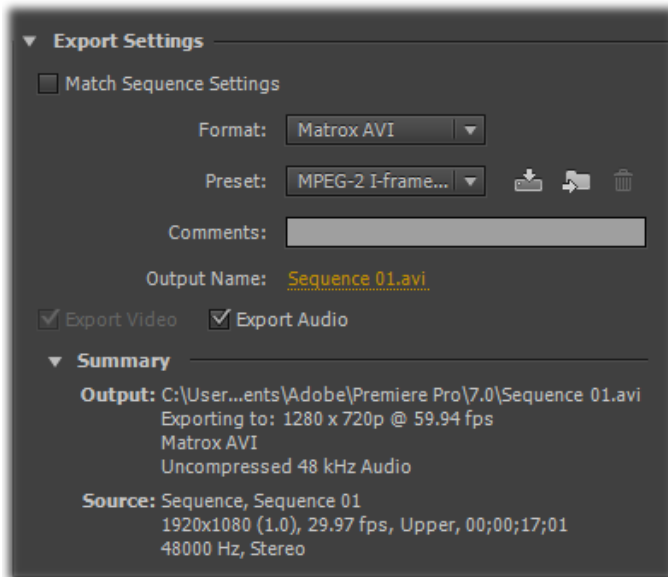 Export Settings
Match Sequence Settings
Format: Matrox AVI
Preset: MPEG-2 I-frame...
Comments:
Output Name: Sequence 01.avi
Export Video Export Audio
Summary
Output: C:\User...ents\Adobe\Premiere Pro\7.0\Sequence 01.avi
Exporting to: 1280 x 720p @ 59.94 fps
Matrox AVI
Uncompressed 48 kHz Audio
Source: Sequence, Sequence 01
1920x1080 (1.0), 29.97 fps, Upper, 00;00;17;01
48000 Hz, Stereo